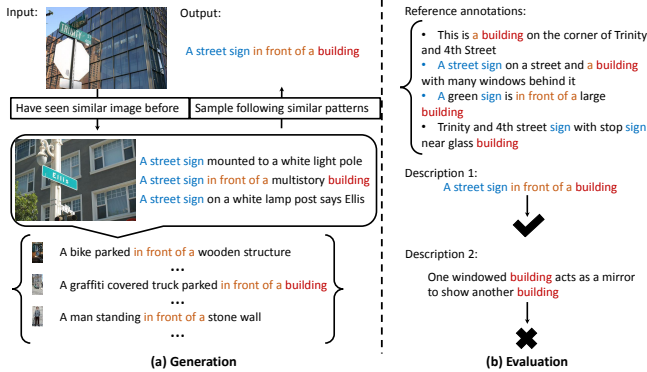 Input:
Output:
TRINITY
A street sign in front of a building
Have seen similar image before
Sample following similar patterns
Ellis
A street sign mounted to a white light pole
A street sign in front of a multistory building
A street sign on a white lamp post says Ellis
A bike parked in front of a wooden structure
...
A graffiti covered truck parked in front of a building
...
A man standing in front of a stone wall
...
(a) Generation
Reference annotations:
• This is a building on the corner of Trinity
and 4th Street
• A street sign on a street and a building
with many windows behind it
• A green sign is in front of a large
building
• Trinity and 4th street sign with stop sign
near glass building
Description 1:
A street sign in front of a building
Description 2:
One windowed building acts as a mirror
to show another building
(b) Evaluation